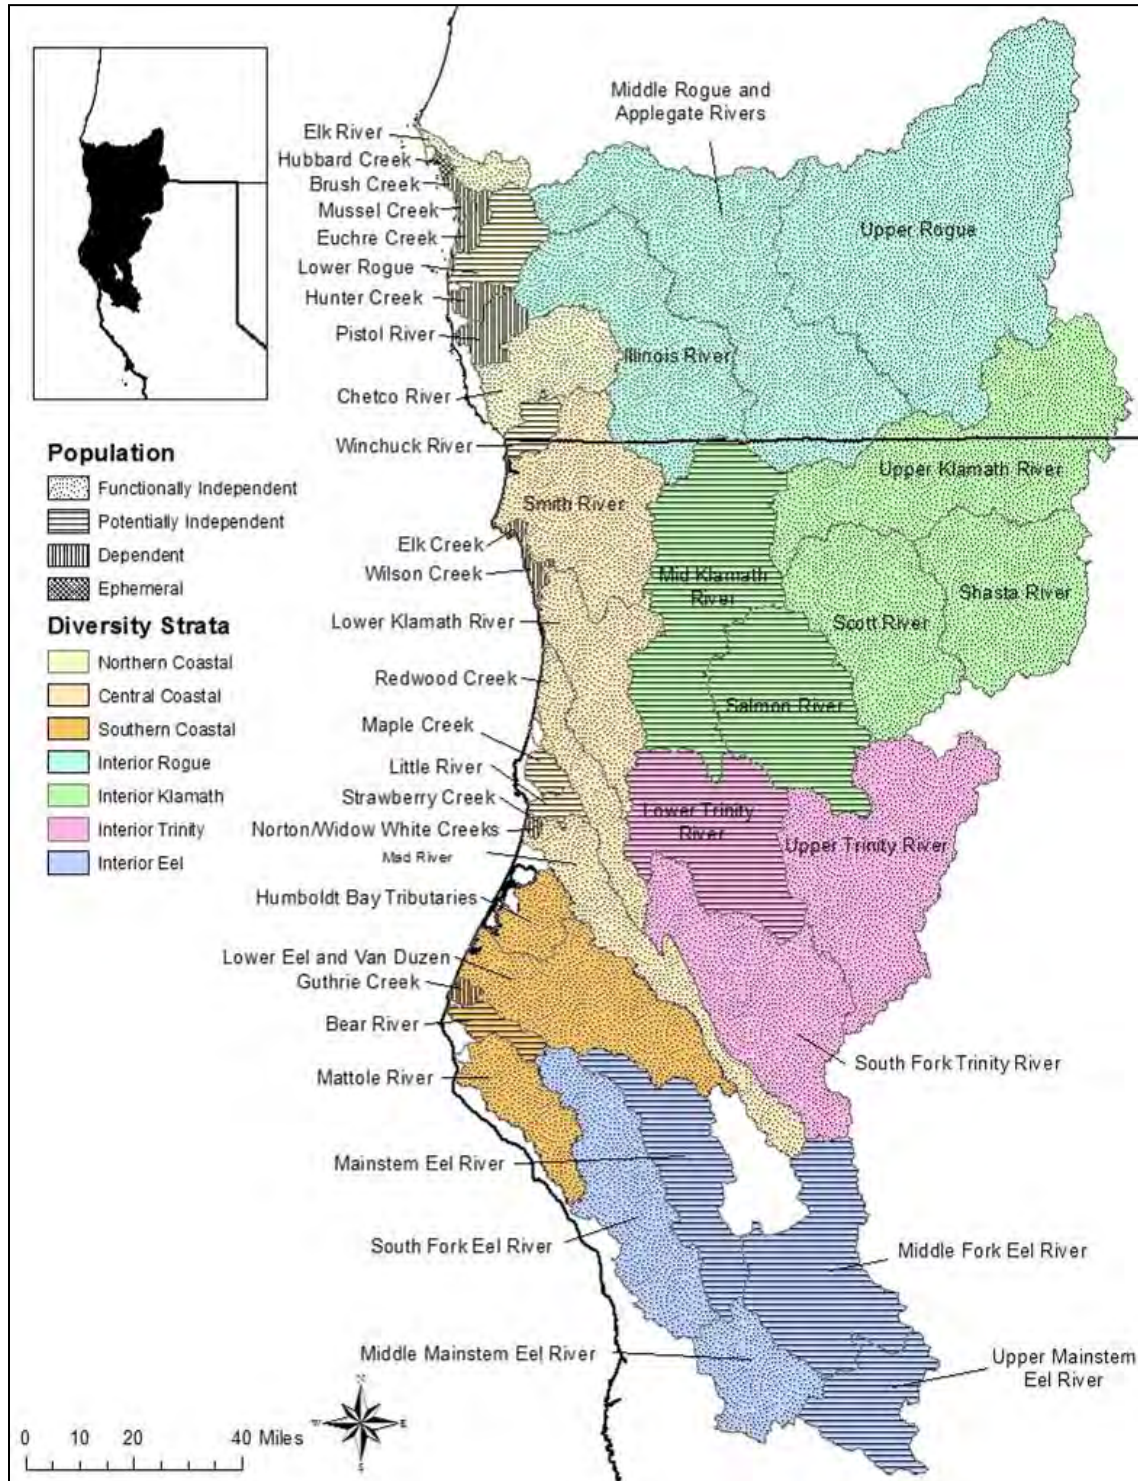 Middle Rogue and
Applegate Rivers
Elk River
Hubbard Creek
Brush Creek
Mussel Creek
Euchre Creek
Lower Rogue
Hunter Creek
Pistol River
Chetco River
Winchuck River
Upper Rogue
Illinois River
Upper Klamath River
Smith River
Elk Creek
Wilson Creek
Mid Klamath
River
Shasta River
Scott River
Lower Klamath River
Redwood Creek
Salmon River
Maple Creek
Little River
Strawberry Creek
Norton/Widow White Creeks
Mad River
Lower Trinity
River
Upper Trinity River
Humboldt Bay Tributaries
Lower Eel and Van Duzen
Guthrie Creek
Bear River
Mattole River
South Fork Trinity River
Mainstem Eel River
South Fork Eel River
Middle Fork Eel River
Middle Mainstem Eel River
Upper Mainstem
Eel River
Population
Functionally Independent
Potentially Independent
Dependent
Ephemeral
Diversity Strata
Northern Coastal
Central Coastal
Southern Coastal
Interior Rogue
Interior Klamath
Interior Trinity
Interior Eel
N
W E
S
0 10 20 40 Miles